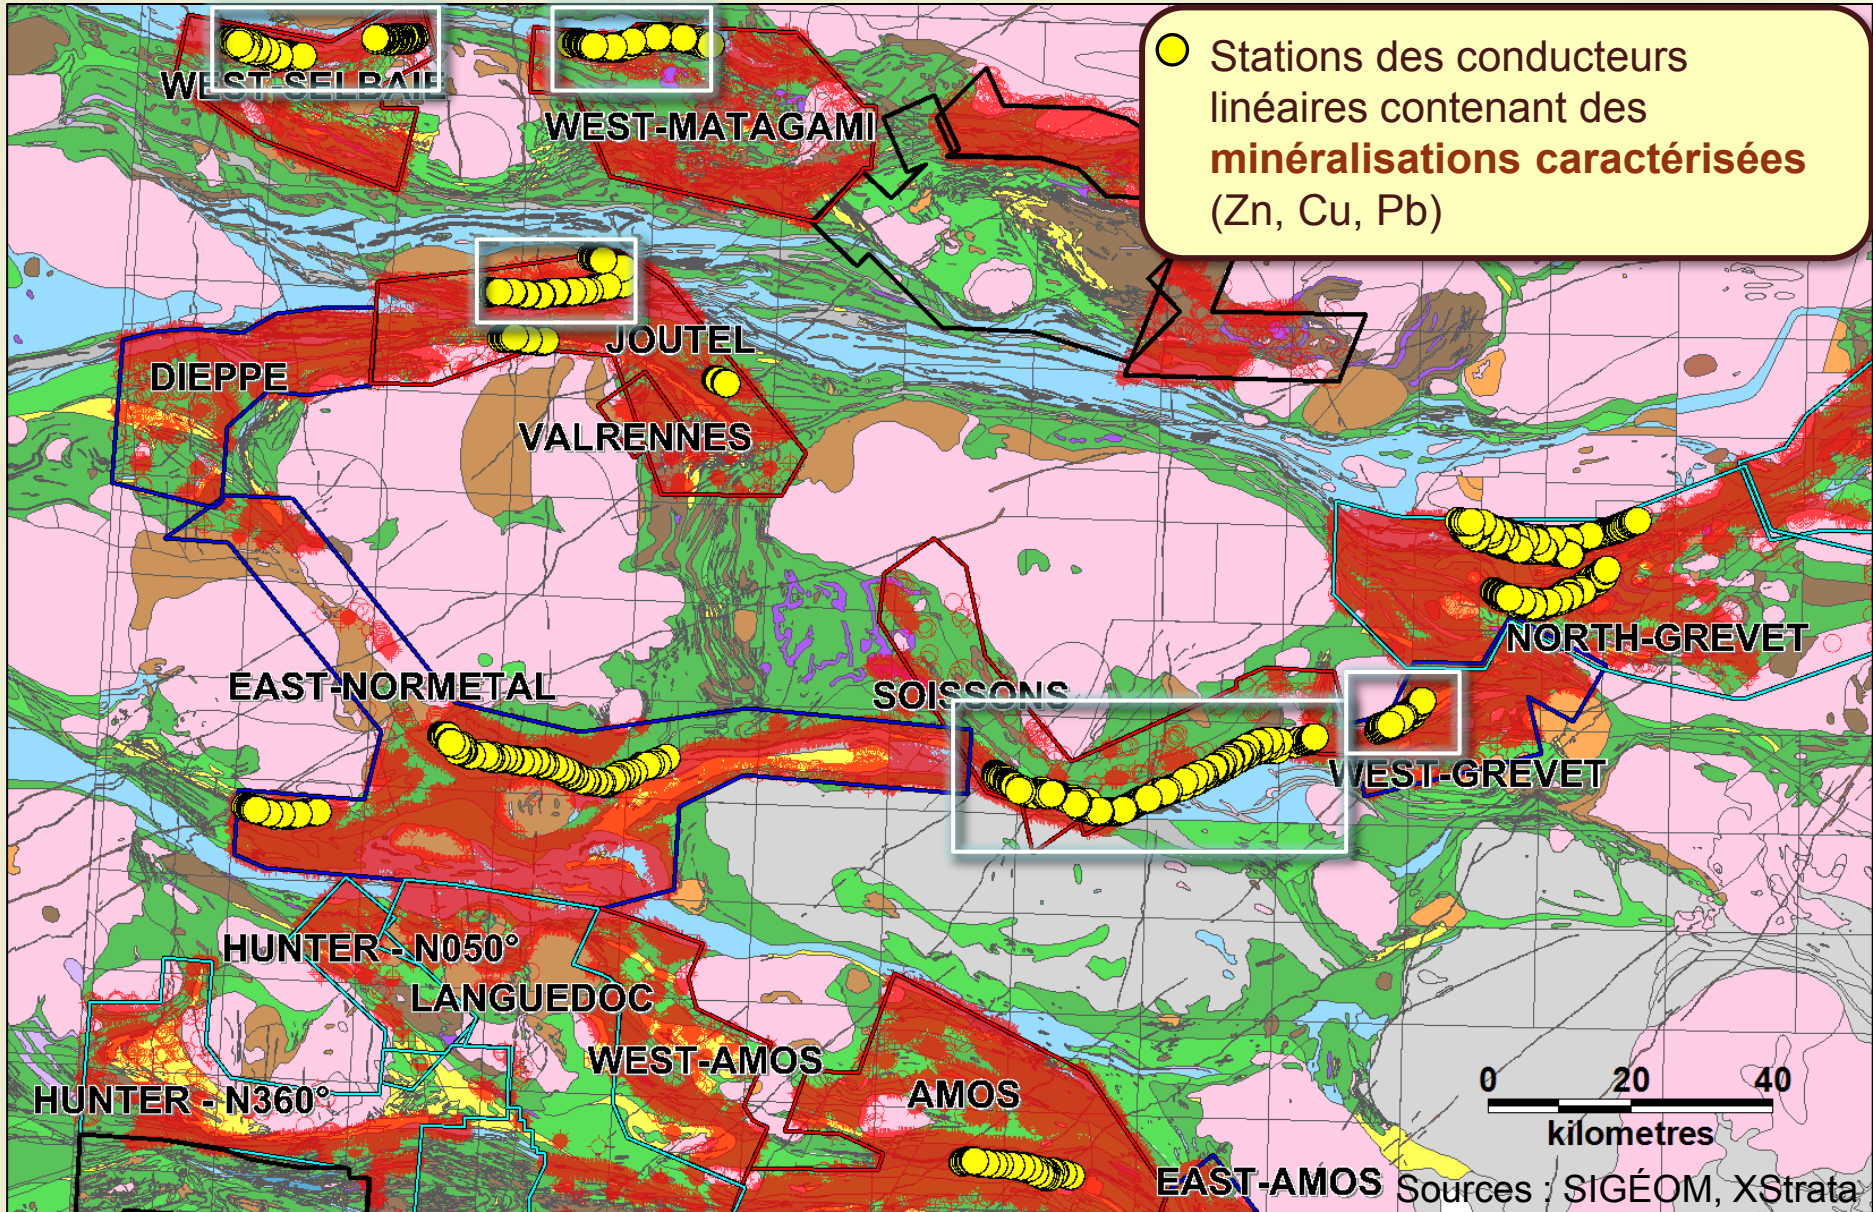 Stations des conducteurs
linéaires contenant des
minéralisations caractérisées
(Zn, Cu, Pb)
WEST-SELBAIE
WEST-MATAGAMI
JOUTEL
DIEPPE
VALRENNES
NORTH-GREVET
EAST-NORMETAL
SOISSONS
WEST-GREVET
HUNTER - N050°
LANGUEDOC
WEST-AMOS
HUNTER - N360°
AMOS
0 20 40
kilometres
EAST-AMOS
Sources : SIGÉOM, XStrata